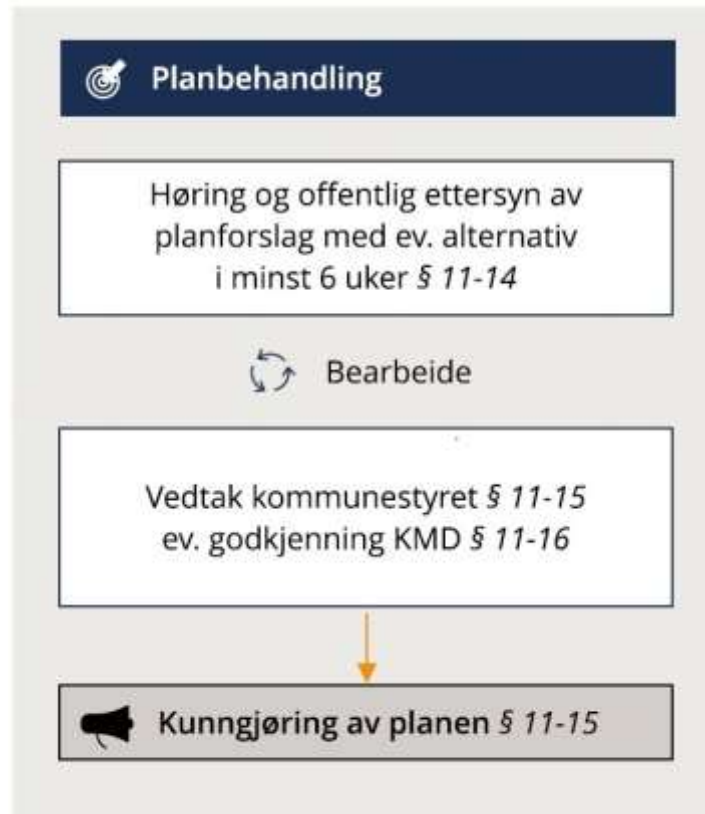 Planbehandling
Høring og offentlig ettersyn av
planforslag med ev. alternativ
i minst 6 uker § 11-14
Bearbeide
Vedtak kommunestyret § 11-15
ev. godkjenning KMD § 11-16
Kunngjøring av planen § 11-15